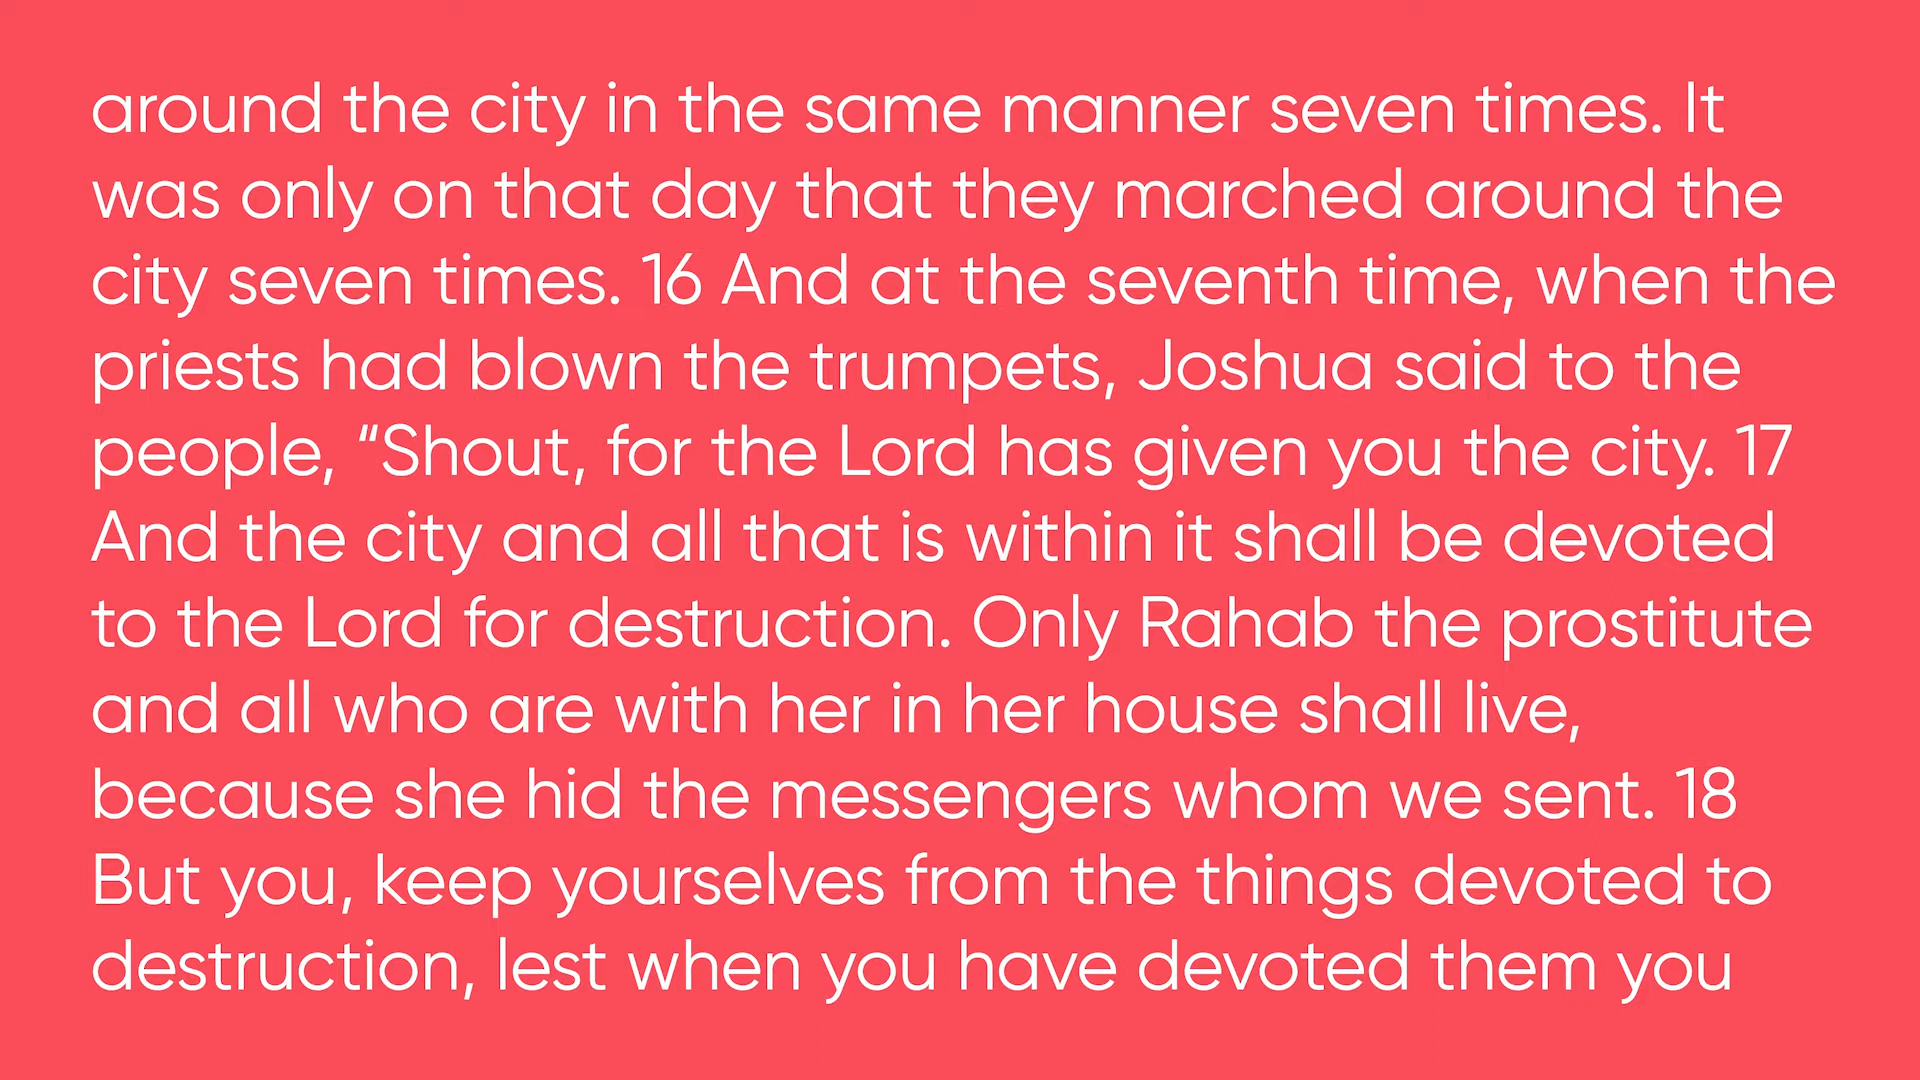 around the city in the same manner seven times. It
was only on that day that they marched around the
city seven times. 16 And at the seventh time, when the
priests had blown the trumpets, Joshua said to the
people, “Shout, for the Lord has given you the city. 17
And the city and all that is within it shall be devoted
to the Lord for destruction. Only Rahab the prostitute
and all who are with her in her house shall live,
because she hid the messengers whom we sent. 18
But you, keep yourselves from the things devoted to
destruction, lest when you have devoted them you